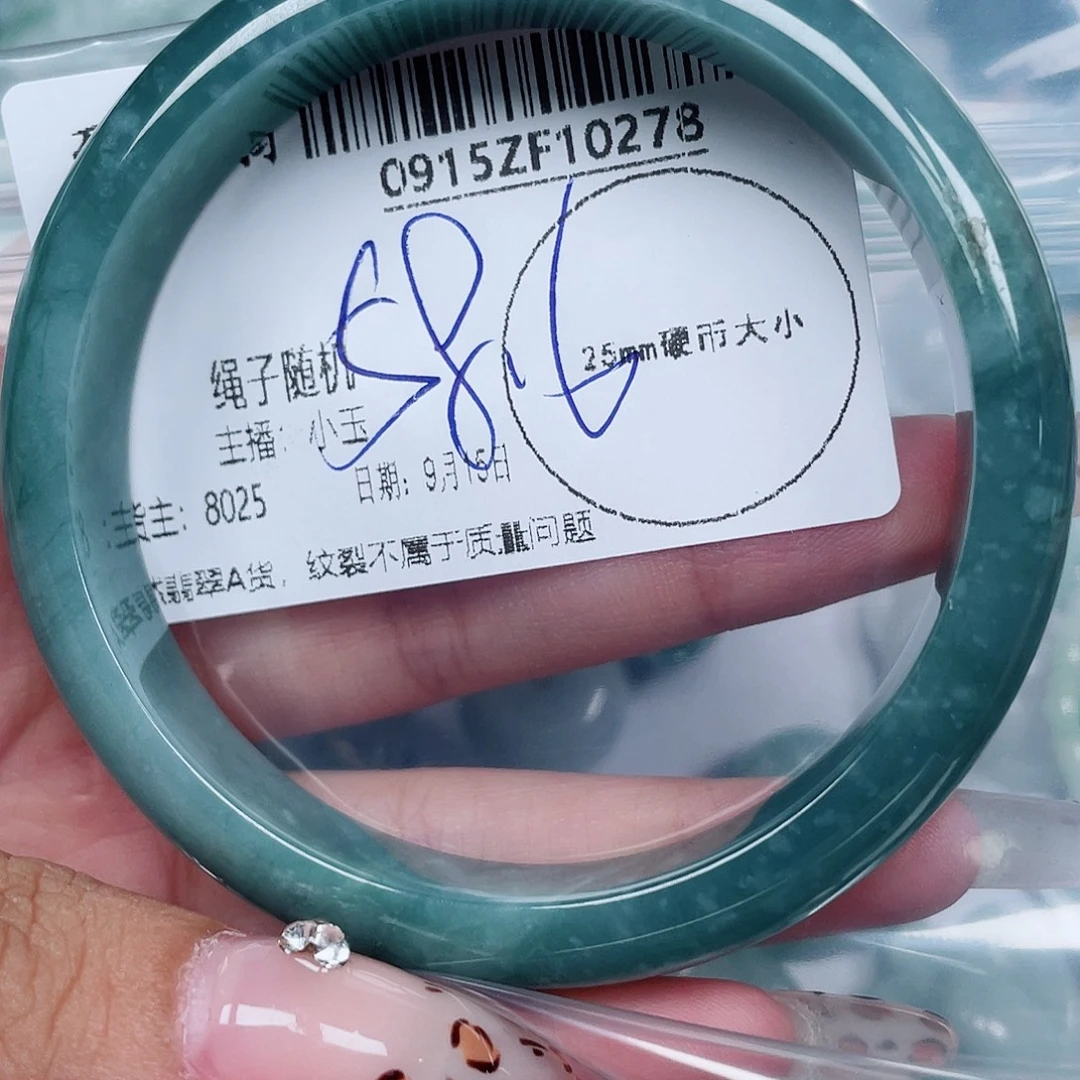 0915ZF10278
58.6
25mm硬币大小
绳子随机
主播: 小玉
日期: 9月15日
货主: 8025
翡翠A货, 纹裂不属于质量问题